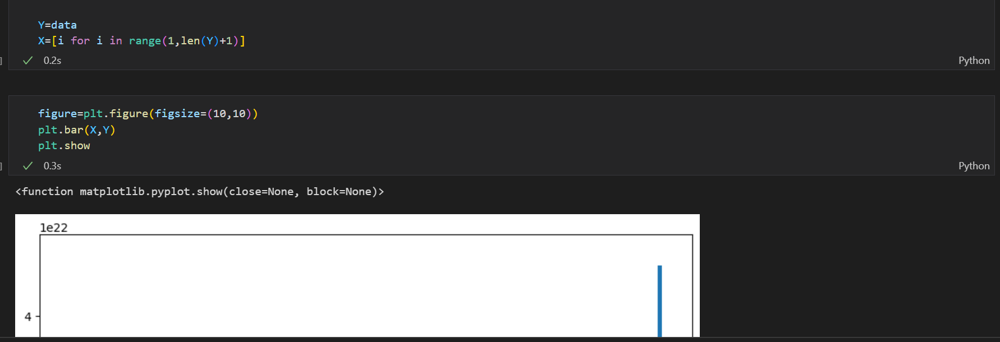 Y=data
X=[i for i in range(1,len(Y)+1)]
] 0.2s Python
figure=plt.figure(figsize=(10,10))
plt.bar(X,Y)
plt.show
] 0.3s Python
<function matplotlib.pyplot.show(close=None, block=None)>
1e22
4